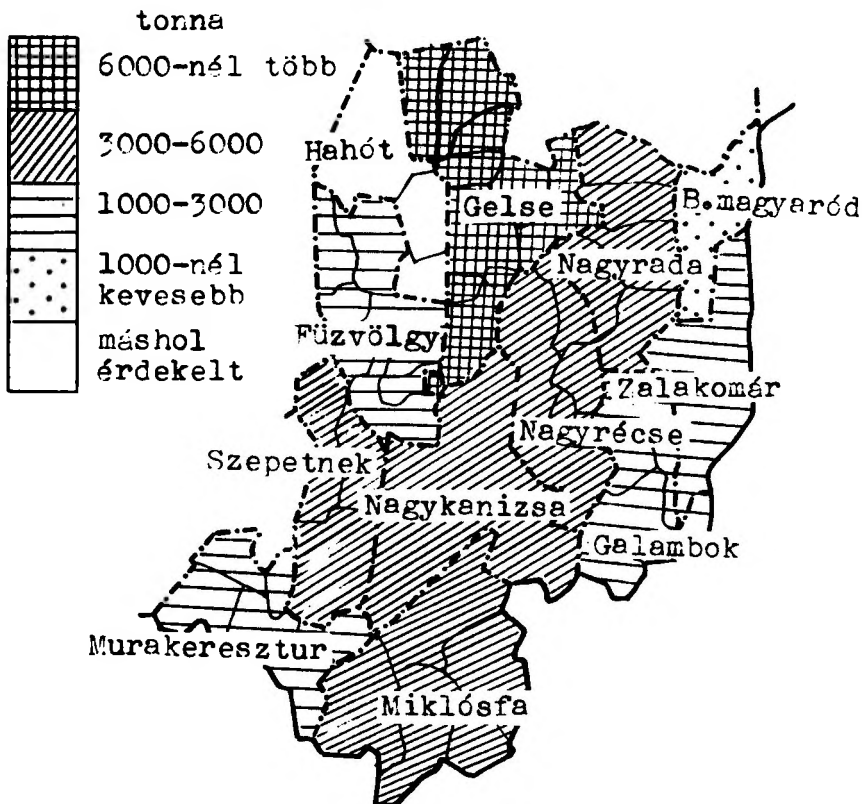 tonna
6000-nél több
3000-6000
1000-3000
1000-nél
kevesebb
máshol
érdekelt
Hahót
Gelse
B.magyaród
Nagyrada
Füzvölgy
Zalakomár
Nagyrécse
Szepetnek
Nagykanizsa
Galambok
Murakeresztur
Miklósfa